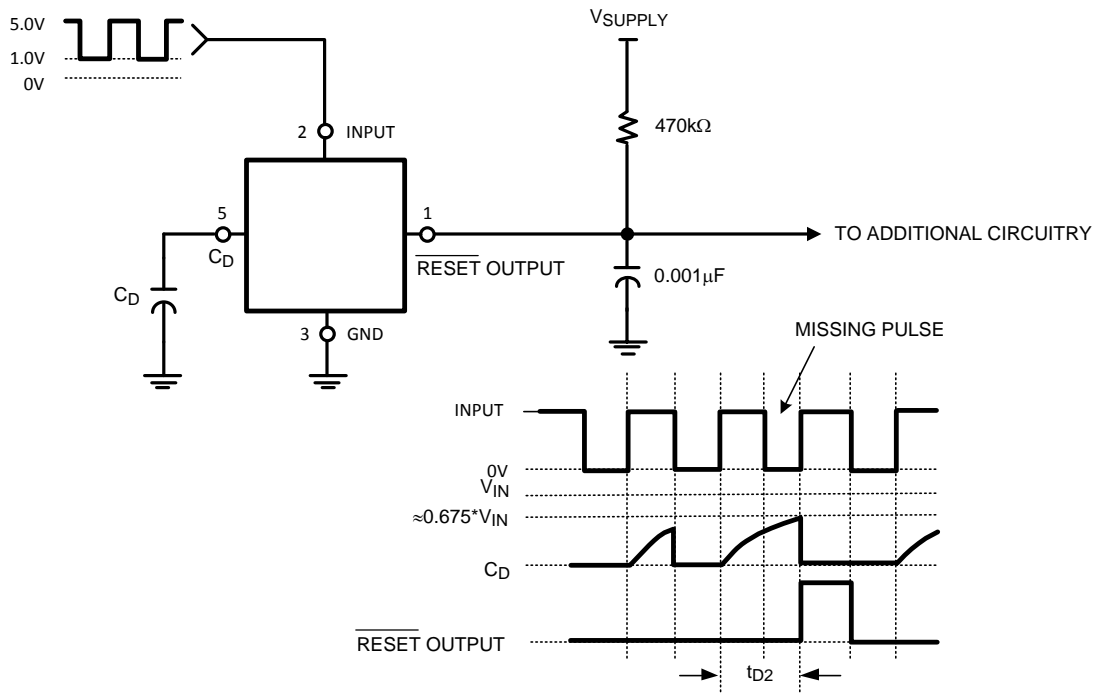 5.0V
1.0V
0V
VSUPPLY
470kΩ
2 INPUT
5
CD
1
RESET OUTPUT
TO ADDITIONAL CIRCUITRY
CD
0.001µF
3 GND
MISSING PULSE
INPUT
0V
VIN
≈0.675*VIN
CD
RESET OUTPUT
tD2